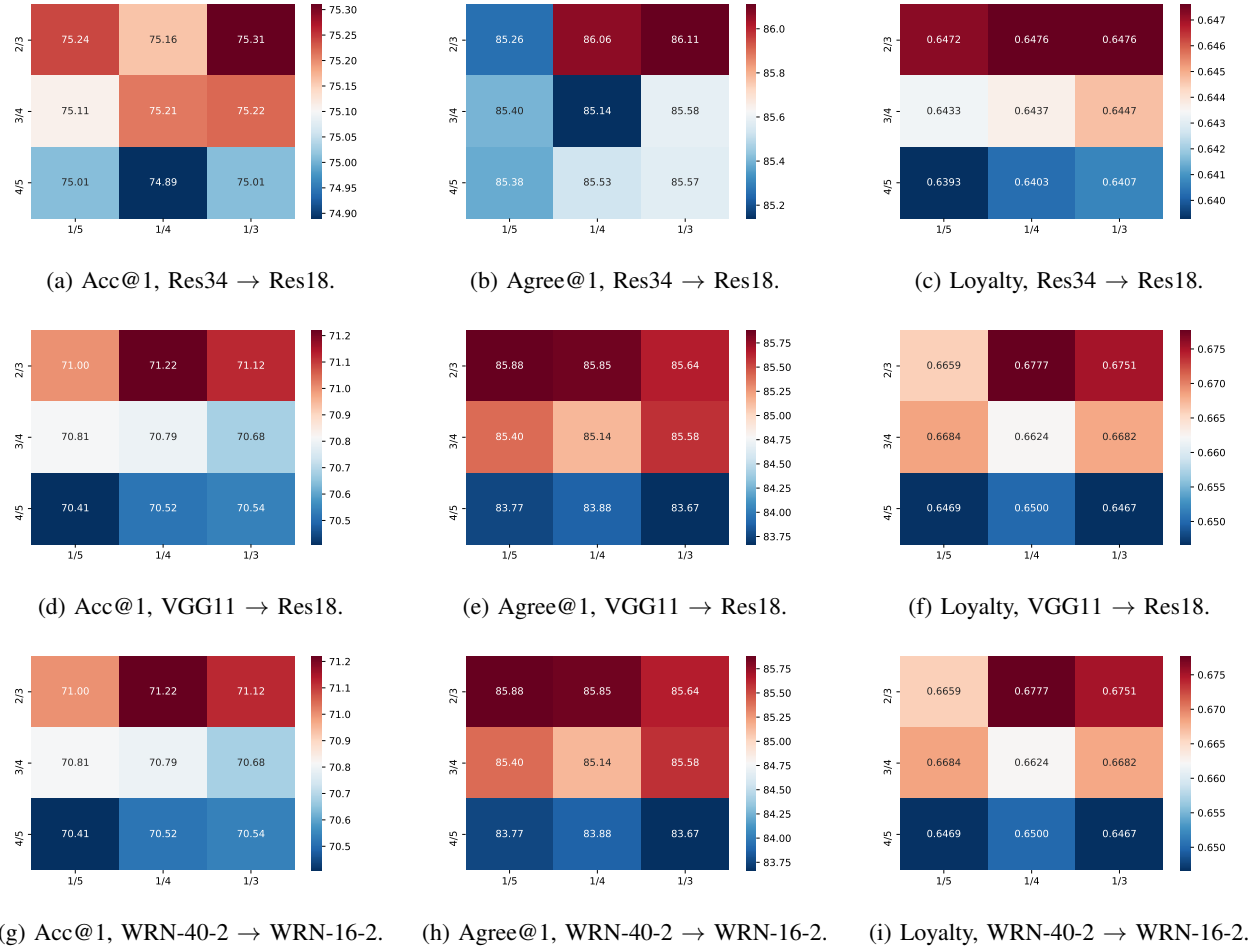 2/3 75.24 75.16 75.31
3/4 75.11 75.21 75.22
4/5 75.01 74.89 75.01
1/5 1/4 1/3
75.30
75.25
75.20
75.15
75.10
75.05
75.00
74.95
74.90
2/3 85.26 86.06 86.11
3/4 85.40 85.14 85.58
4/5 85.38 85.53 85.57
1/5 1/4 1/3
86.0
85.8
85.6
85.4
85.2
2/3 0.6472 0.6476 0.6476
3/4 0.6433 0.6437 0.6447
4/5 0.6393 0.6403 0.6407
1/5 1/4 1/3
0.647
0.646
0.645
0.644
0.643
0.642
0.641
0.640
(a) Acc@1, Res34 → Res18.
(b) Agree@1, Res34 → Res18.
(c) Loyalty, Res34 → Res18.
2/3 71.00 71.22 71.12
3/4 70.81 70.79 70.68
4/5 70.41 70.52 70.54
1/5 1/4 1/3
71.2
71.1
71.0
70.9
70.8
70.7
70.6
70.5
2/3 85.88 85.85 85.64
3/4 85.40 85.14 85.58
4/5 83.77 83.88 83.67
1/5 1/4 1/3
85.75
85.50
85.25
85.00
84.75
84.50
84.25
84.00
83.75
2/3 0.6659 0.6777 0.6751
3/4 0.6684 0.6624 0.6682
4/5 0.6469 0.6500 0.6467
1/5 1/4 1/3
0.675
0.670
0.665
0.660
0.655
0.650
(d) Acc@1, VGG11 → Res18.
(e) Agree@1, VGG11 → Res18.
(f) Loyalty, VGG11 → Res18.
2/3 71.00 71.22 71.12
3/4 70.81 70.79 70.68
4/5 70.41 70.52 70.54
1/5 1/4 1/3
71.2
71.1
71.0
70.9
70.8
70.7
70.6
70.5
2/3 85.88 85.85 85.64
3/4 85.40 85.14 85.58
4/5 83.77 83.88 83.67
1/5 1/4 1/3
85.75
85.50
85.25
85.00
84.75
84.50
84.25
84.00
83.75
2/3 0.6659 0.6777 0.6751
3/4 0.6684 0.6624 0.6682
4/5 0.6469 0.6500 0.6467
1/5 1/4 1/3
0.675
0.670
0.665
0.660
0.655
0.650
(g) Acc@1, WRN-40-2 → WRN-16-2.
(h) Agree@1, WRN-40-2 → WRN-16-2.
(i) Loyalty, WRN-40-2 → WRN-16-2.